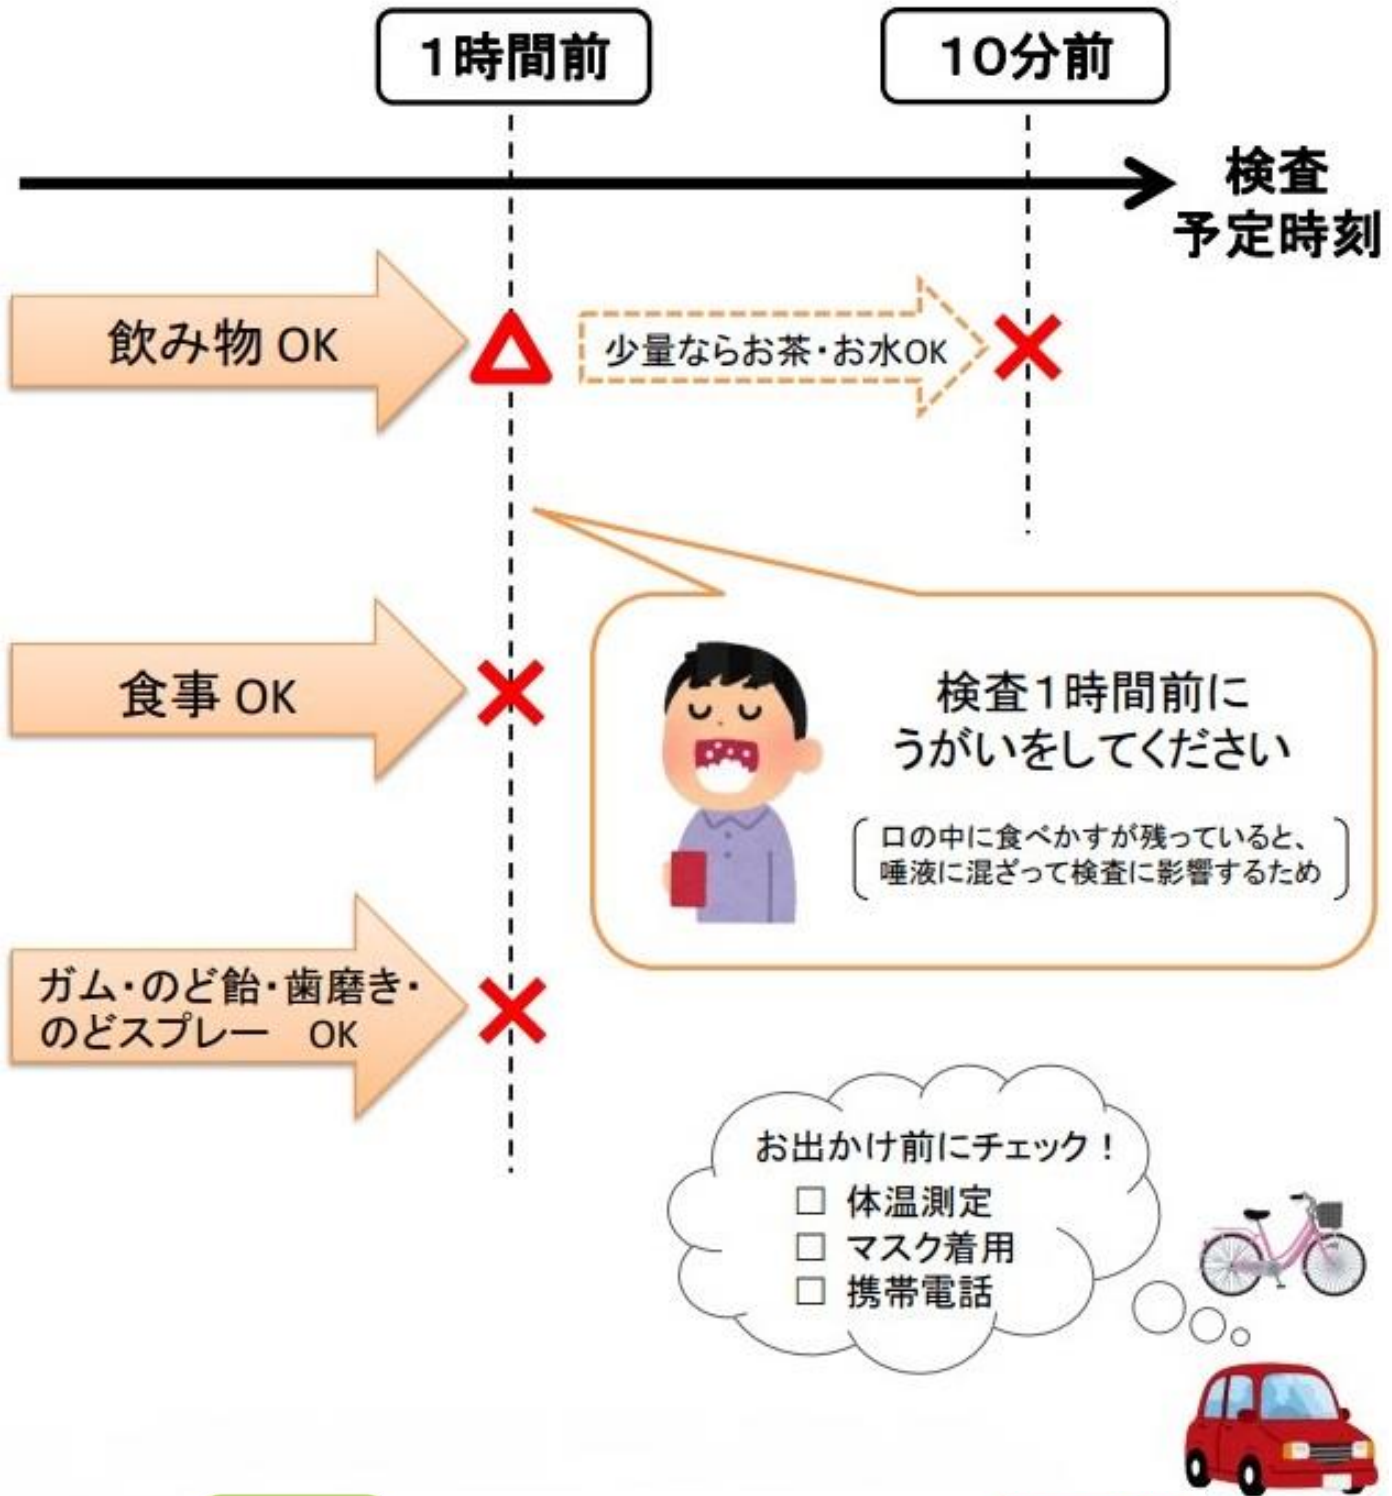 1時間前
10分前
検査
予定時刻
飲み物 OK
少量ならお茶・お水OK
食事 OK
検査1時間前に
うがいをしてください
口の中に食べかすが残っていると、
唾液に混ざって検査に影響するため
ガム・のど飴・歯磨き・
のどスプレー OK
お出かけ前にチェック！
□ 体温測定
□ マスク着用
□ 携帯電話